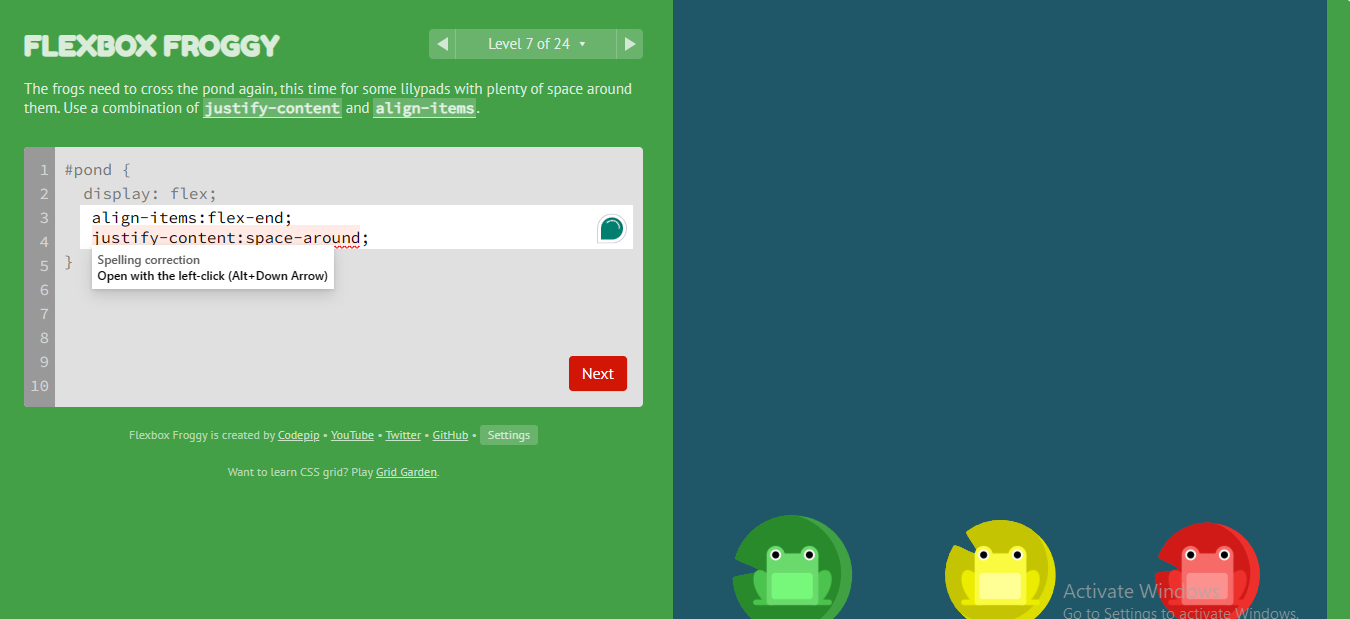 FLEXBOX FROGGY
◀ Level 7 of 24 ▾ ▶
The frogs need to cross the pond again, this time for some lilypads with plenty of space around
them. Use a combination of justify-content and align-items.
1 #pond {
2 display: flex;
3 align-items:flex-end;
4 justify-content:space-around;
5 }
Spelling correction
Open with the left-click (Alt+Down Arrow)
6
7
8
9
10
Next
Flexbox Froggy is created by Codepip • YouTube • Twitter • GitHub • Settings
Want to learn CSS grid? Play Grid Garden.
Activate Windows
Go to Settings to activate Windows.